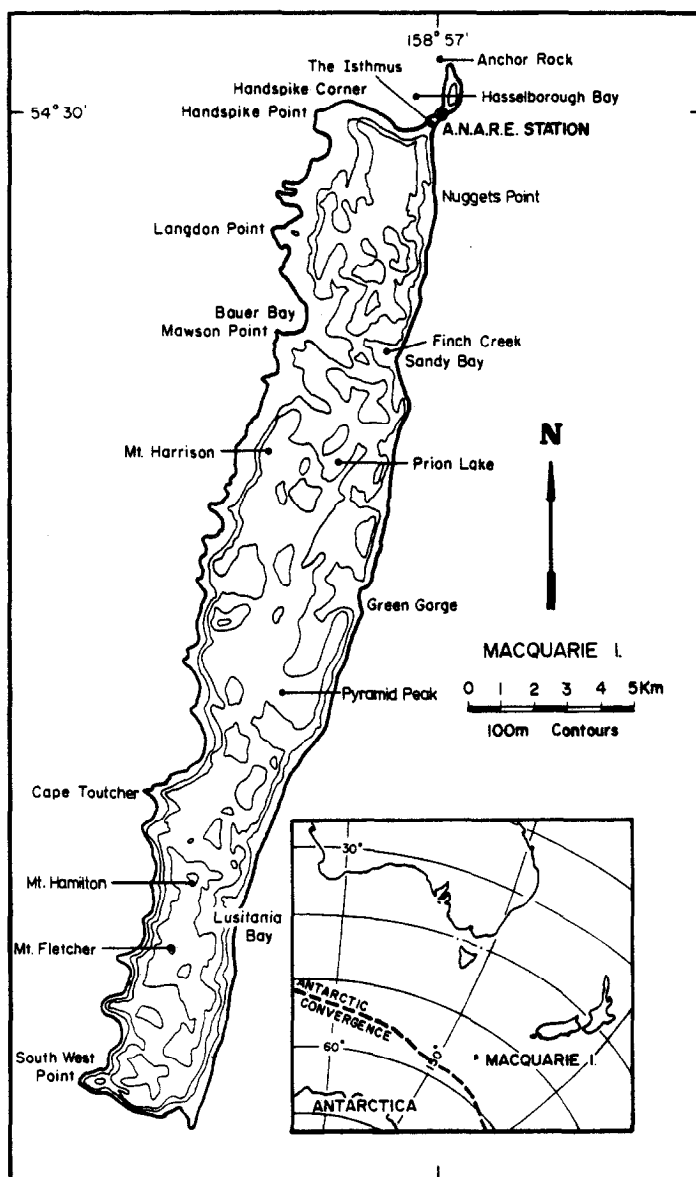 158° 57'
Anchor Rock
The Isthmus
Handspike Corner
Hasselborough Bay
54° 30'
Handspike Point
A.N.A.R.E. STATION
Nuggets Point
Langdon Point
Bauer Bay
Mawson Point
Finch Creek
Sandy Bay
N
Mt. Harrison
Prion Lake
Green Gorge
MACQUARIE I.
0 1 2 3 4 5Km
100m Contours
Pyramid Peak
Cape Toutcher
30°
Mt. Hamilton
Lusitania
Bay
Mt. Fletcher
ANTARCTIC
CONVERGENCE
60°
150°
MACQUARIE I.
South West
Point
ANTARCTICA